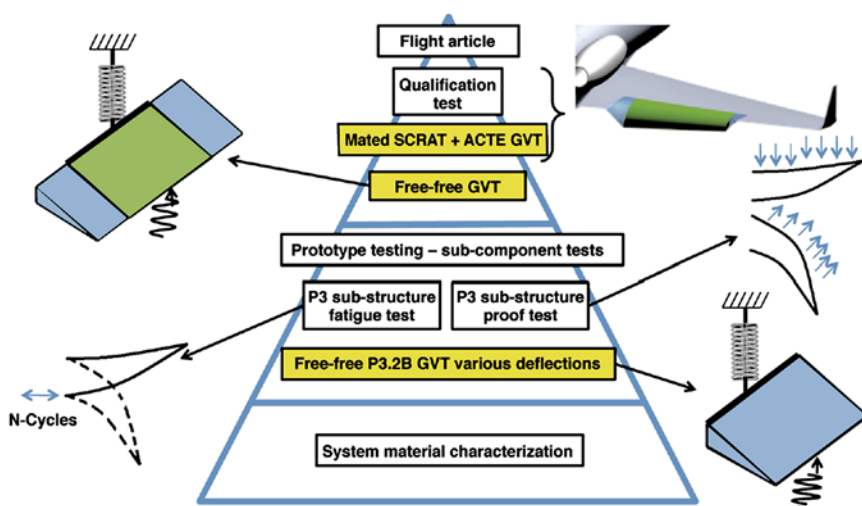 Flight article
Qualification
test
Mated SCRAT + ACTE GVT
Free-free GVT
Prototype testing – sub-component tests
P3 sub-structure
fatigue test
P3 sub-structure
proof test
Free-free P3.2B GVT various deflections
N-Cycles
System material characterization